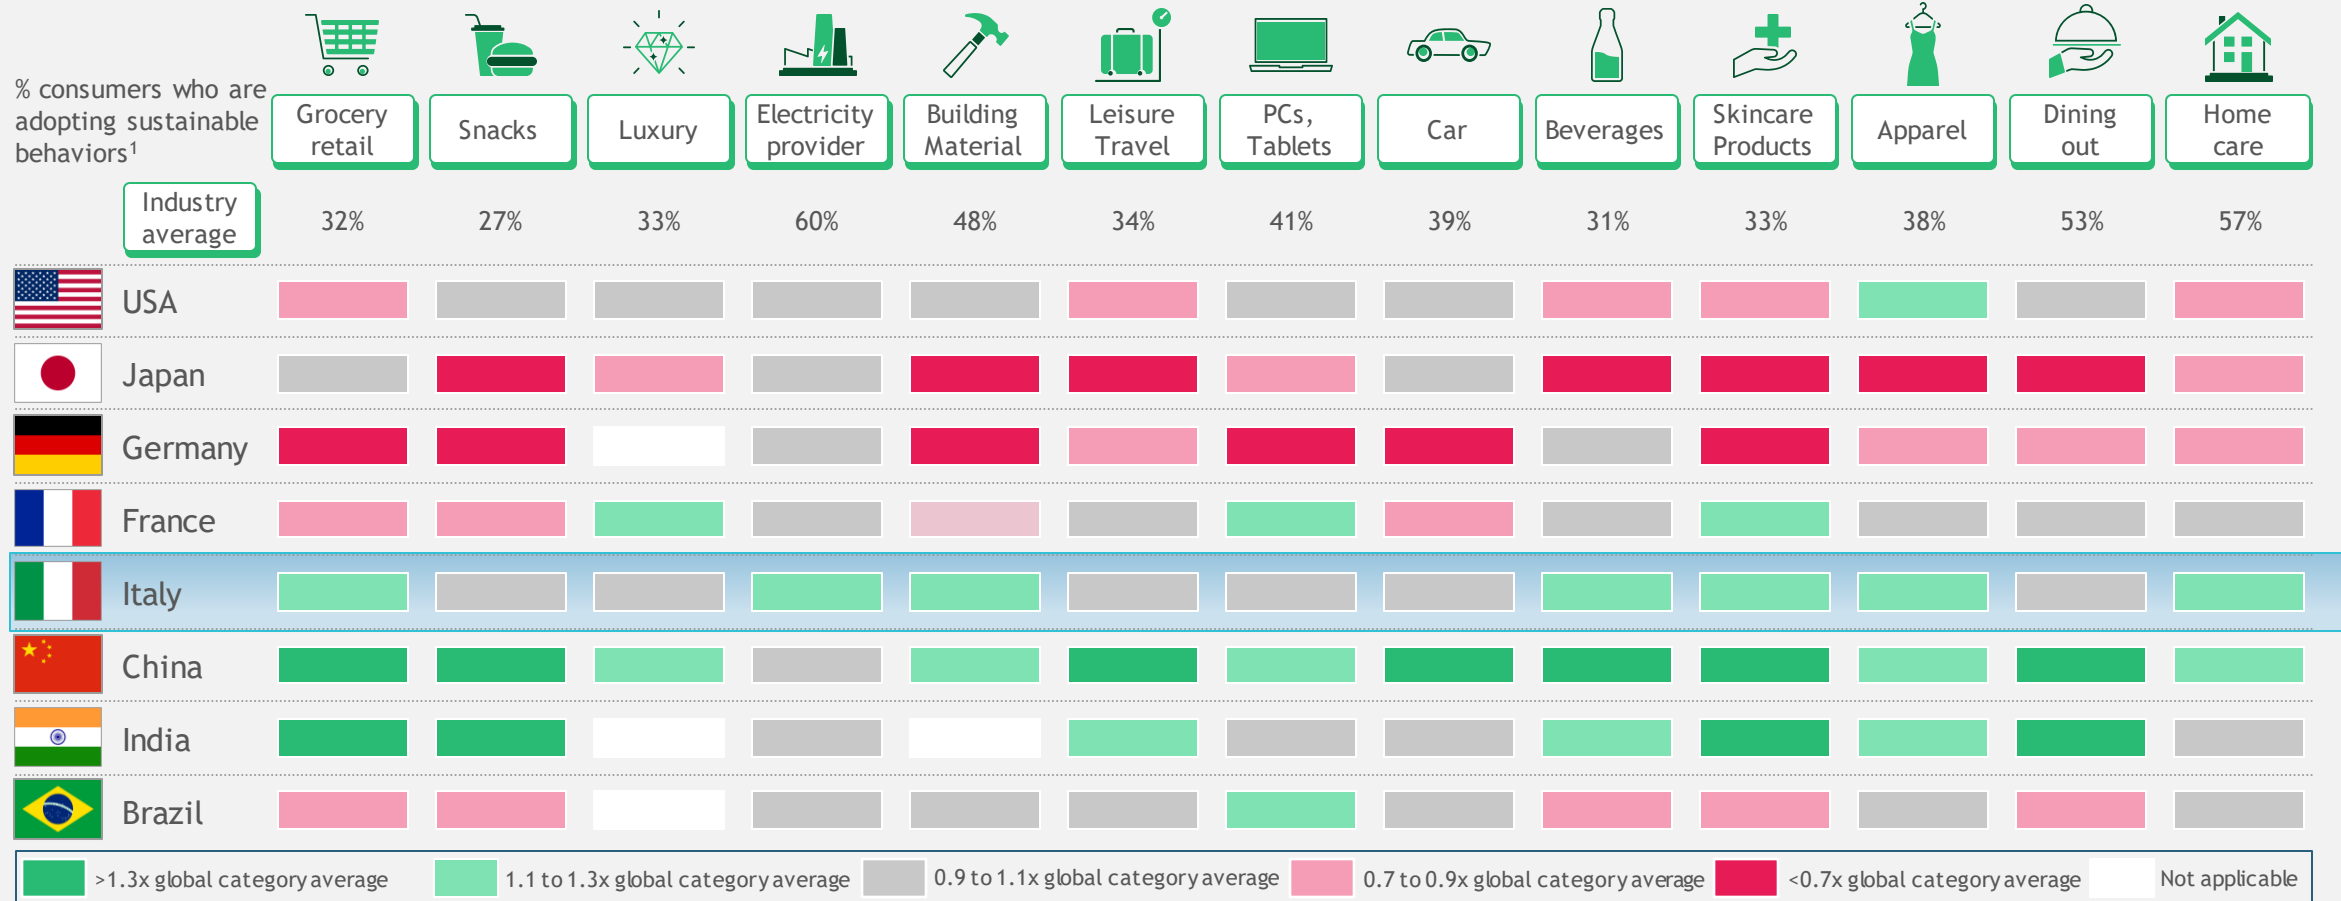 % consumers who are
adopting sustainable
behaviors1
Grocery
retail
Snacks
Luxury
Electricity
provider
Building
Material
Leisure
Travel
PCs,
Tablets
Car
Beverages
Skincare
Products
Apparel
Dining
out
Home
care
Industry
average
32% 27% 33% 60% 48% 34% 41% 39% 31% 33% 38% 53% 57%
USA
Japan
Germany
France
Italy
China
India
Brazil
>1.3x global category average
1.1 to 1.3x global category average
0.9 to 1.1x global category average
0.7 to 0.9x global category average
<0.7x global category average
Not applicable